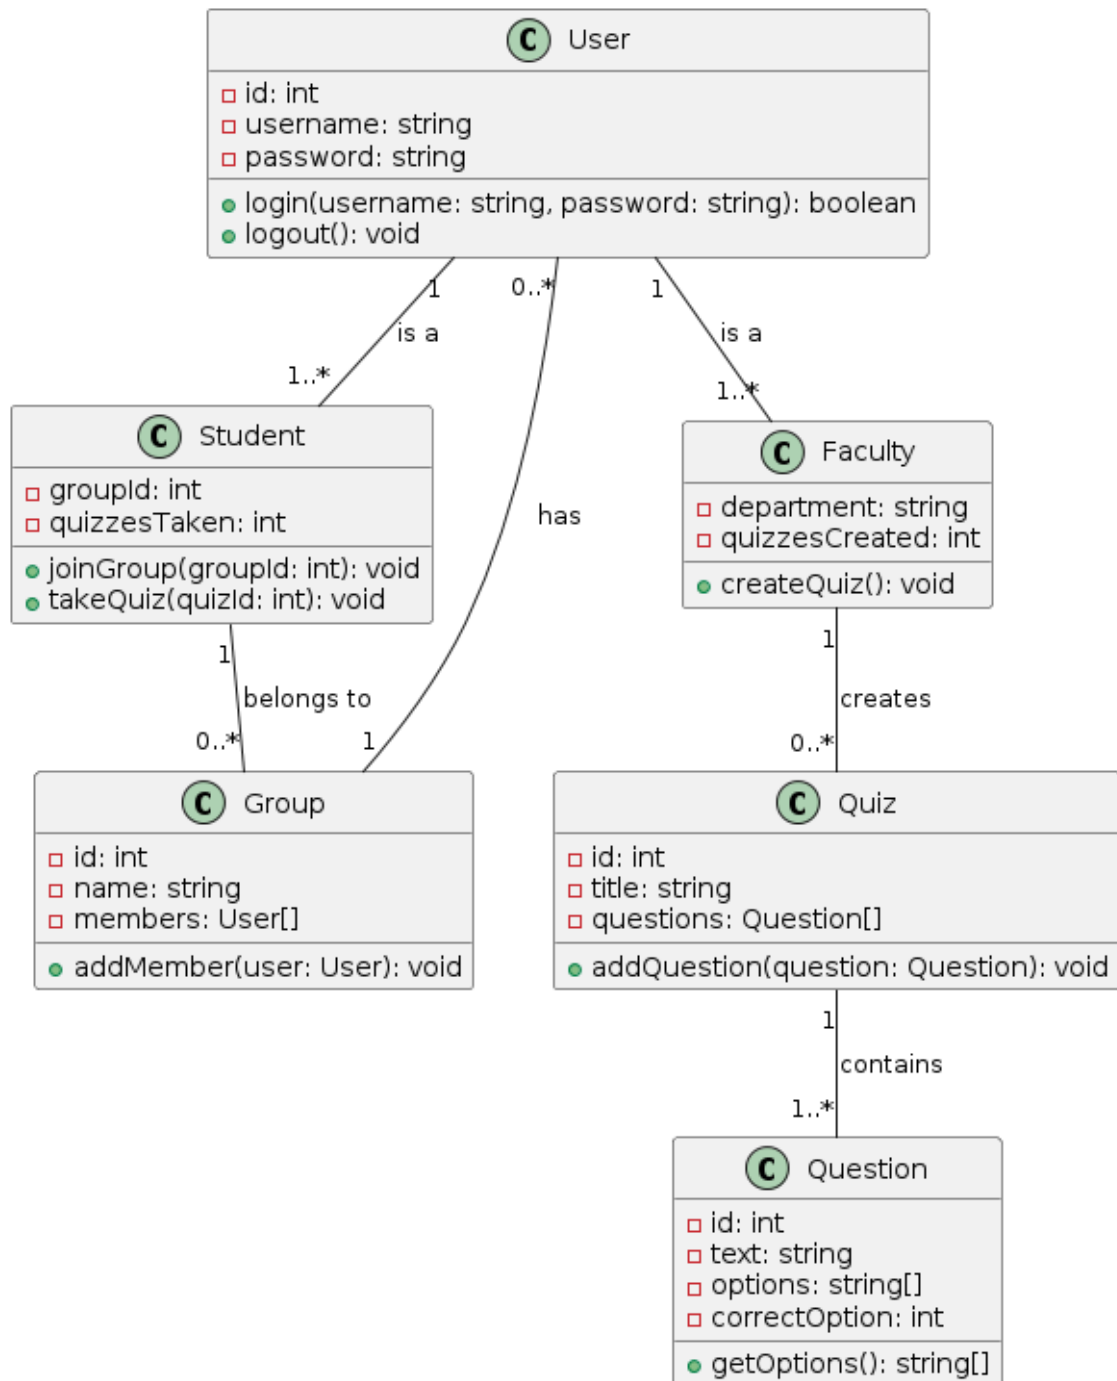 C User
id: int
username: string
password: string
login(username: string, password: string): boolean
logout(): void
1
0..*
1
is a
is a
1..*
1..*
C Student
groupId: int
quizzesTaken: int
joinGroup(groupId: int): void
takeQuiz(quizId: int): void
C Faculty
department: string
quizzesCreated: int
createQuiz(): void
has
1
belongs to
0..*
1
1
creates
0..*
C Group
id: int
name: string
members: User[]
addMember(user: User): void
C Quiz
id: int
title: string
questions: Question[]
addQuestion(question: Question): void
1
contains
1..*
C Question
id: int
text: string
options: string[]
correctOption: int
getOptions(): string[]